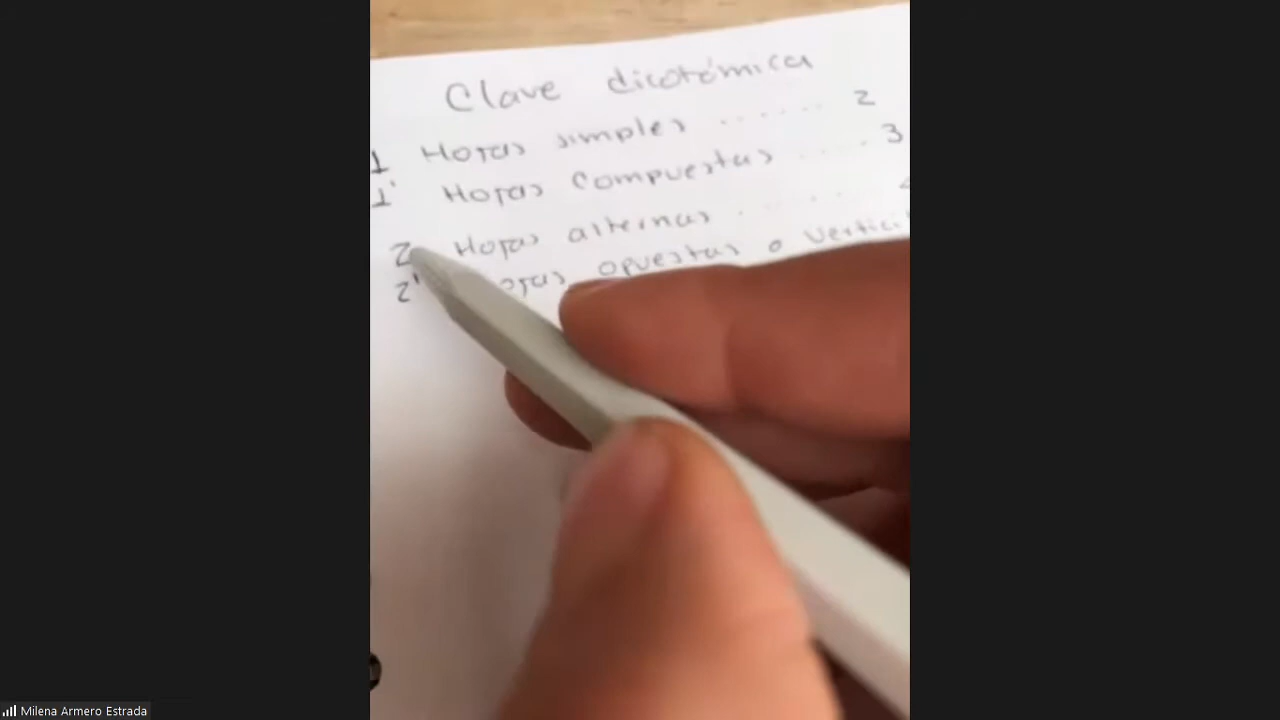 Clave dicotómica
1 Hojas simples ...... 2
1' Hojas Compuestas .... 3
2 Hojas alternas ......
2' opuestas o
Milena Armero Estrada